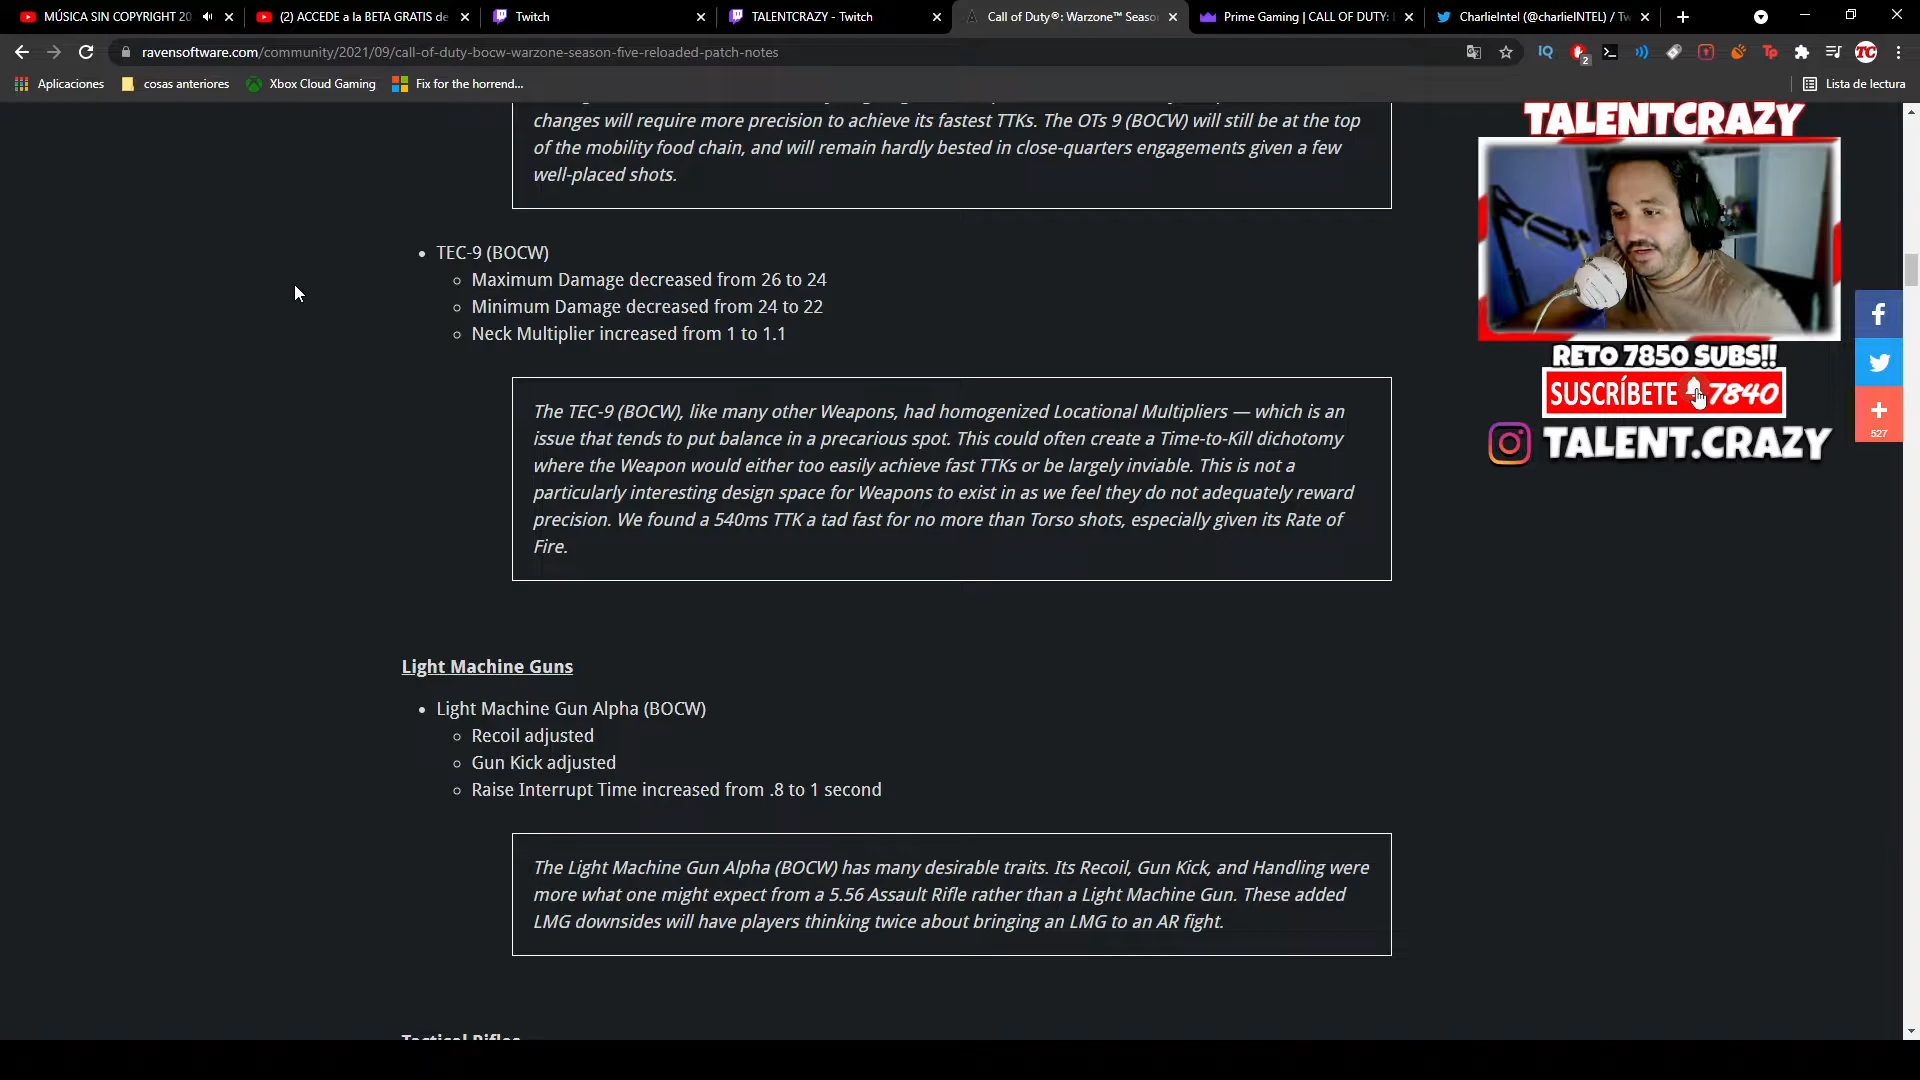 MÚSICA SIN COPYRIGHT 20
(2) ACCEDE a la BETA GRATIS de
Twitch
TALENTCRAZY - Twitch
Call of Duty®: Warzone™ Seaso
Prime Gaming | CALL OF DUTY:
CharlieIntel (@charlieINTEL) / Tw
ravensoftware.com/community/2021/09/call-of-duty-bocw-warzone-season-five-reloaded-patch-notes
IQ
2
Tp
TC
Aplicaciones
cosas anteriores
Xbox Cloud Gaming
Fix for the horrend...
Lista de lectura
changes will require more precision to achieve its fastest TTKs. The OTs 9 (BOCW) will still be at the top
of the mobility food chain, and will remain hardly bested in close-quarters engagements given a few
well-placed shots.
TEC-9 (BOCW)
Maximum Damage decreased from 26 to 24
Minimum Damage decreased from 24 to 22
Neck Multiplier increased from 1 to 1.1
The TEC-9 (BOCW), like many other Weapons, had homogenized Locational Multipliers — which is an
issue that tends to put balance in a precarious spot. This could often create a Time-to-Kill dichotomy
where the Weapon would either too easily achieve fast TTKs or be largely inviable. This is not a
particularly interesting design space for Weapons to exist in as we feel they do not adequately reward
precision. We found a 540ms TTK a tad fast for no more than Torso shots, especially given its Rate of
Fire.
Light Machine Guns
Light Machine Gun Alpha (BOCW)
Recoil adjusted
Gun Kick adjusted
Raise Interrupt Time increased from .8 to 1 second
The Light Machine Gun Alpha (BOCW) has many desirable traits. Its Recoil, Gun Kick, and Handling were
more what one might expect from a 5.56 Assault Rifle rather than a Light Machine Gun. These added
LMG downsides will have players thinking twice about bringing an LMG to an AR fight.
Tactical Rifles
TALENTCRAZY
RETO 7850 SUBS!!
SUSCRÍBETE 7840
TALENT.CRAZY
527